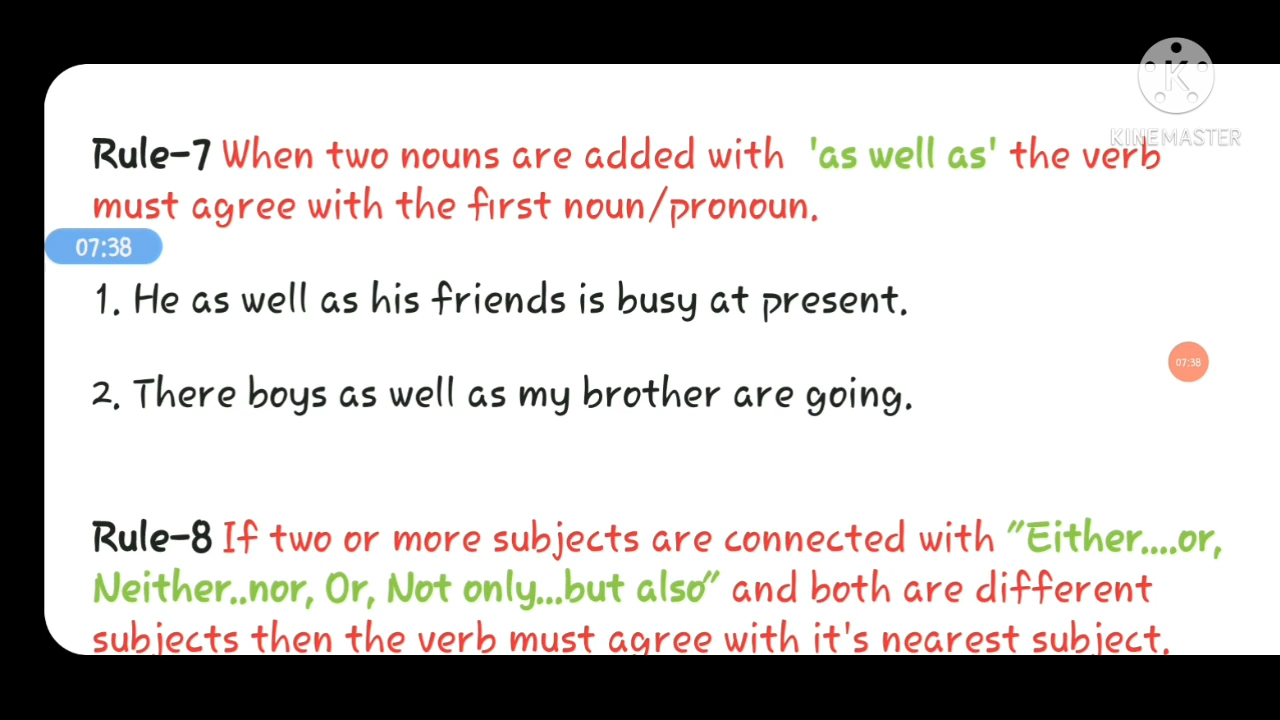 K
KINEMASTER
Rule-7 When two nouns are added with 'as well as' the verb
must agree with the first noun/pronoun.
07:38
1. He as well as his friends is busy at present.
07:38
2. There boys as well as my brother are going.
Rule-8 If two or more subjects are connected with "Either....or,
Neither..nor, Or, Not only...but also" and both are different
subjects then the verb must agree with it's nearest subject.